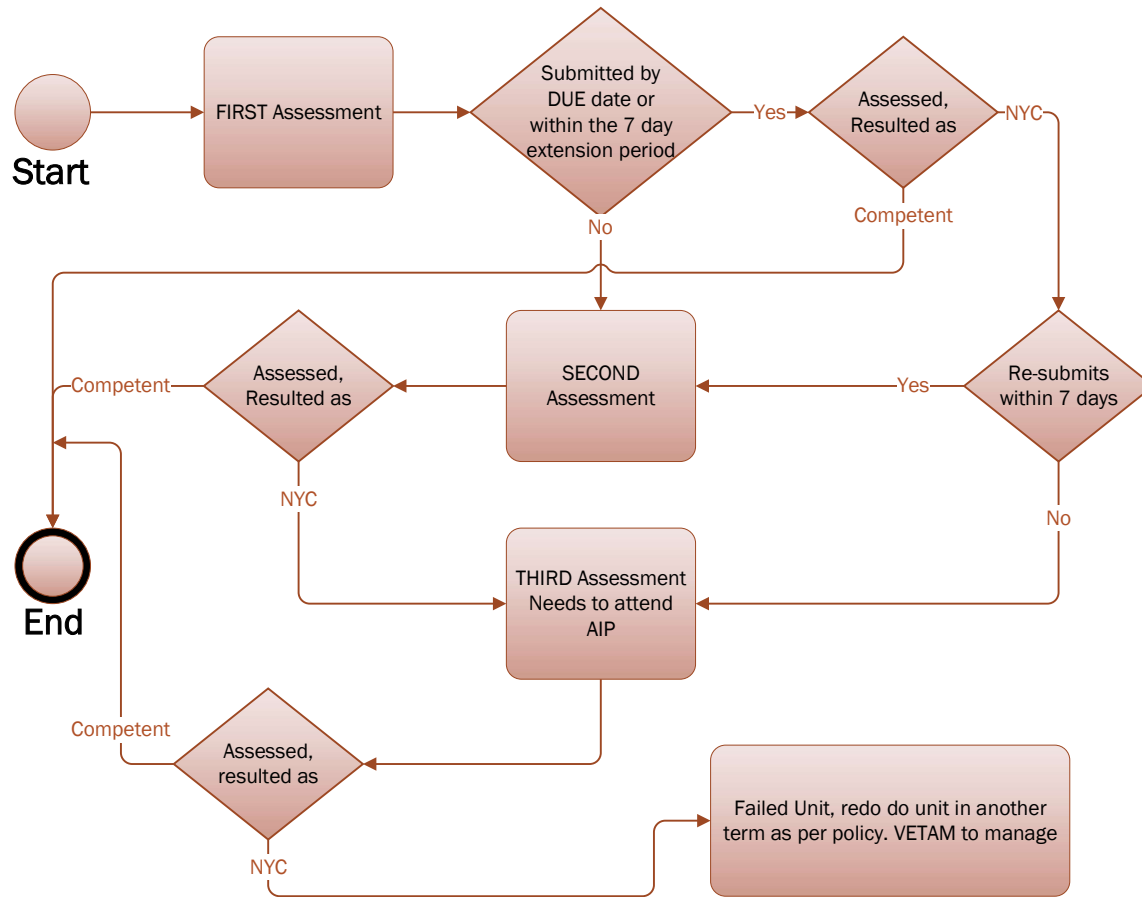 Start
FIRST Assessment
Submitted by
DUE date or
within the 7 day
extension period
Yes
Assessed,
Resulted as
NYC
Competent
No
Competent
Assessed,
Resulted as
SECOND
Assessment
Yes
Re-submits
within 7 days
NYC
No
End
THIRD Assessment
Needs to attend
AIP
Competent
Assessed,
resulted as
NYC
Failed Unit, redo do unit in another
term as per policy. VETAM to manage